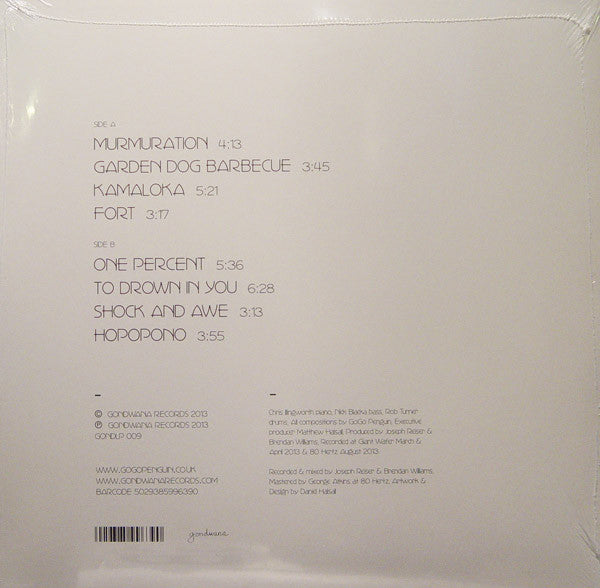 SIDE A
MURMURATION 4:13
GARDEN DOG BARBECUE 3:45
KAMALOKA 5:21
FORT 3:17
SIDE B
ONE PERCENT 5:36
TO DROWN IN YOU 6:28
SHOCK AND AWE 3:13
HOPOPONO 3:55
© GONDWANA RECORDS 2013
℗ GONDWANA RECORDS 2013
GONDLP 009
WWW.GOGOPENGUIN.CO.UK
WWW.GONDWANARECORDS.COM
BARCODE 5029385996390
Chris Illingworth piano, Nick Blacka bass, Rob Turner
drums, All compositions by GoGo Penguin, Executive
producer Matthew Halsall, Produced by Joseph Reiser &
Brendan Williams, Recorded at Giant Wafer March &
April 2013 & 80 Hertz August 2013.
Recorded & mixed by Joseph Reiser & Brendan Williams,
Mastered by George Atkins at 80 Hertz, Artwork &
Design by Daniel Halsall
gondwana